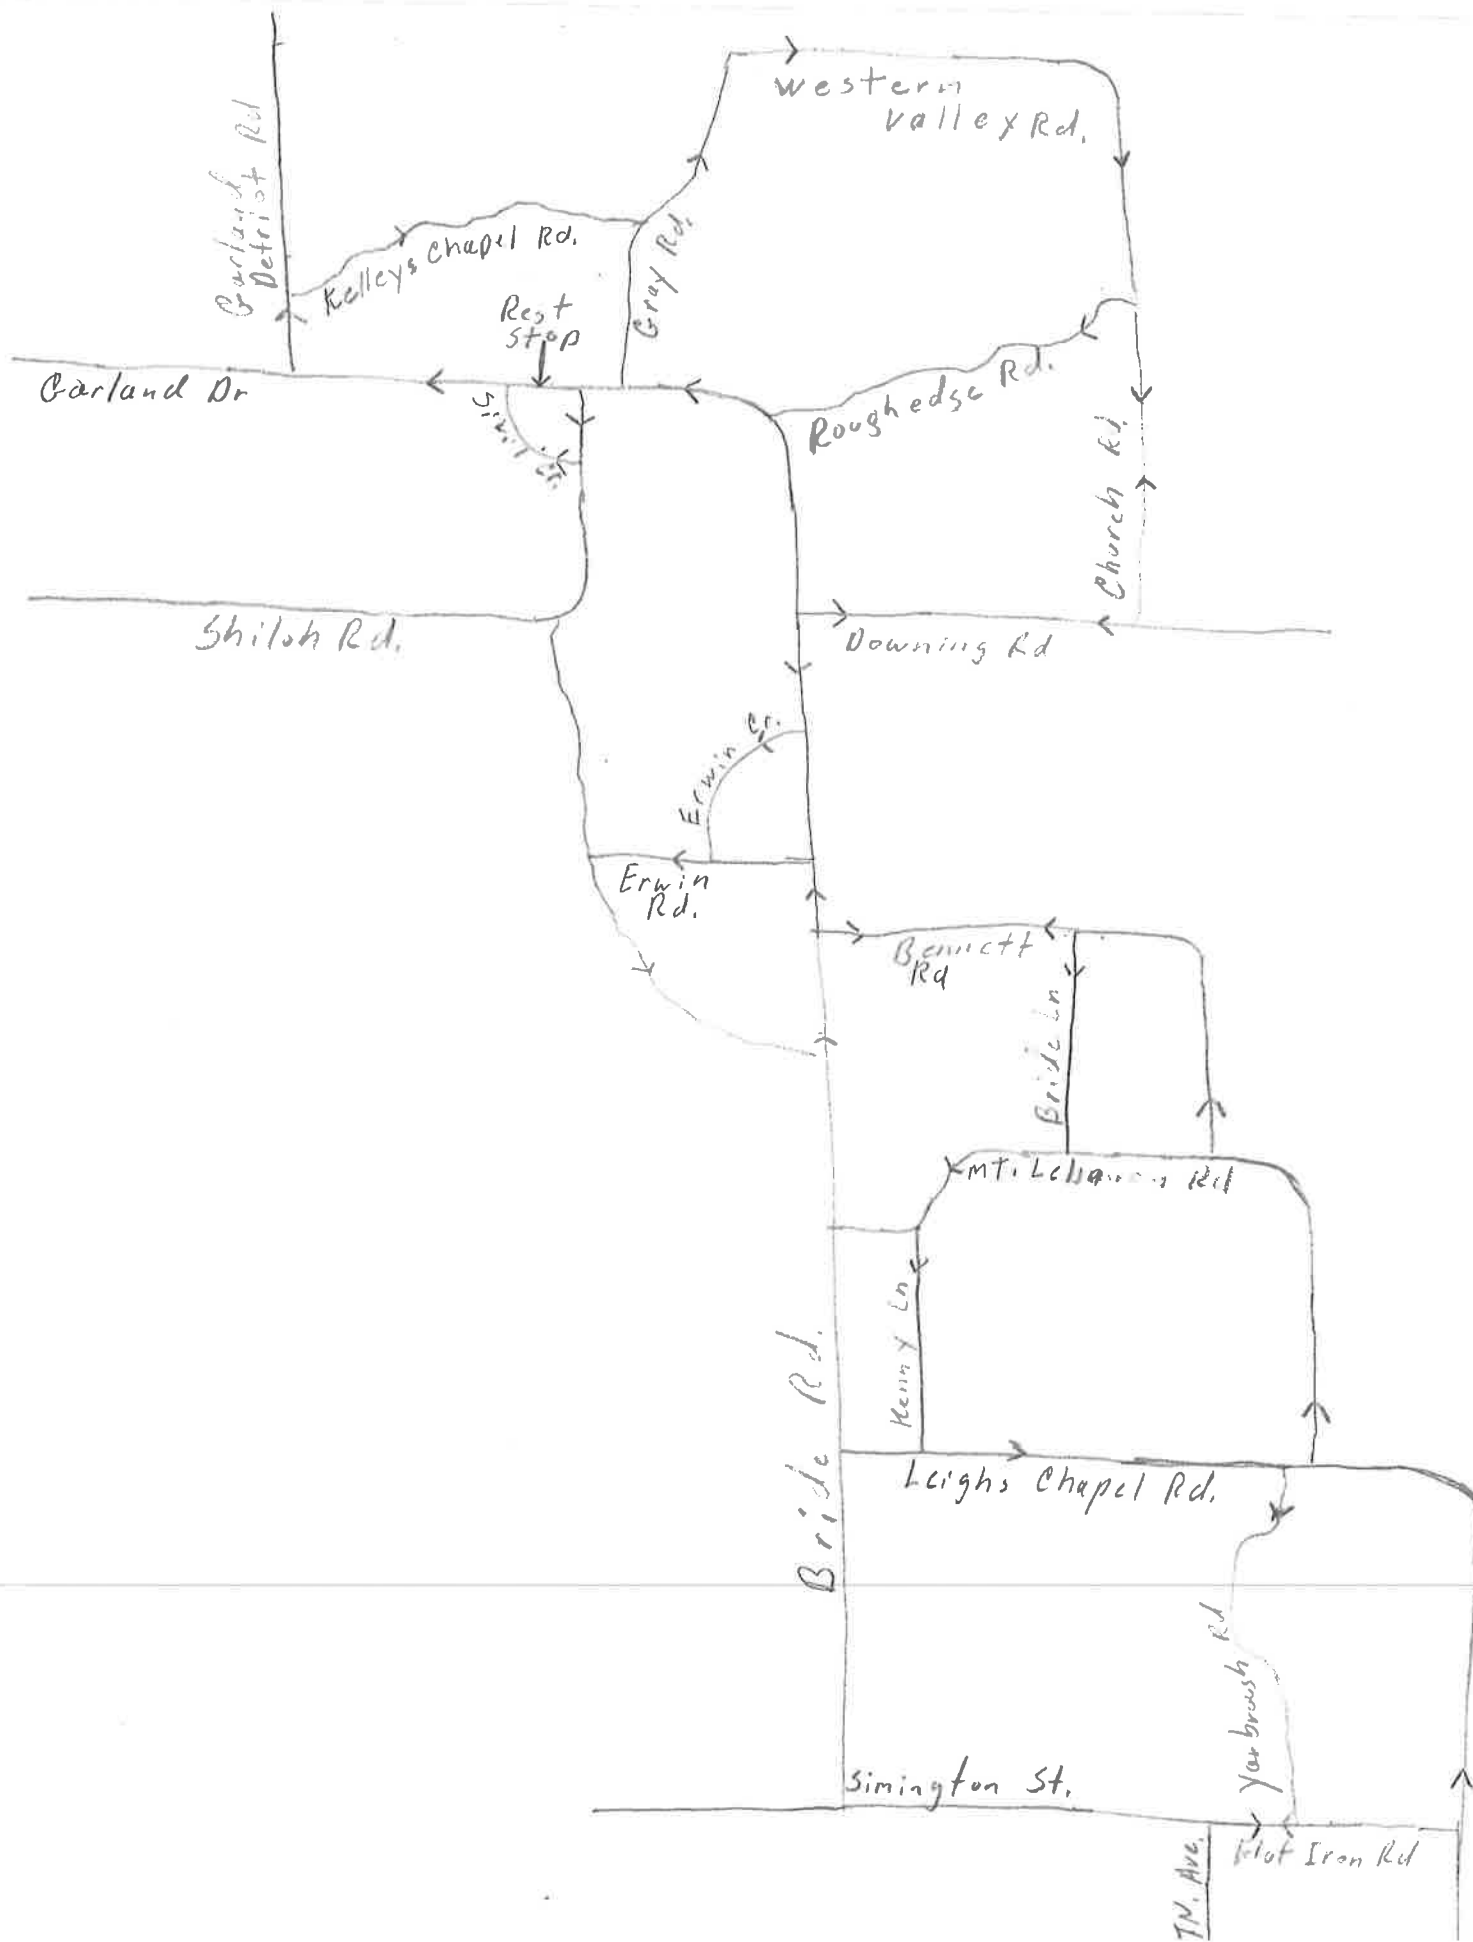 Western
Valley Rd.
Garland
Detriot Rd
Kelleys Chapel Rd.
Gray Rd.
Rest
Stop
Garland Dr
Cr.
Roughedge Rd.
Church Rd.
Shiloh Rd.
Downing Rd
Erwin Cr.
Erwin
Rd.
Bennett
Rd
Bride Ln
Mt. Lebanon Rd
Kenny Ln
Bride Rd.
Leighs Chapel Rd.
Yarbrough Rd
Simington St.
Flat Iron Rd
TN. Ave.